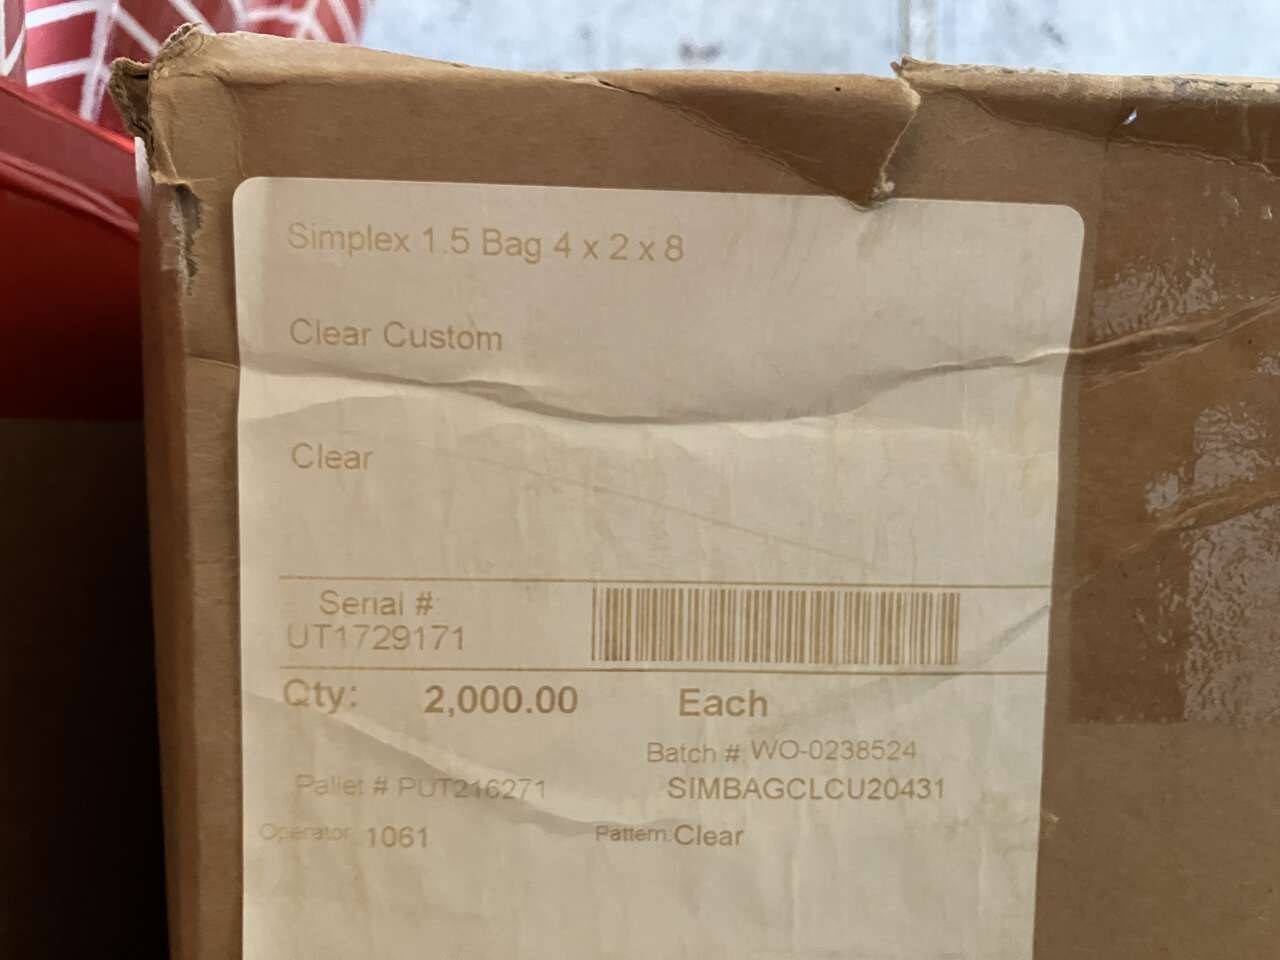 Simplex 1.5 Bag 4 x 2 x 8
Clear Custom
Clear
Serial #:
UT1729171
Qty: 2,000.00 Each
Batch # WO-0238524
Pallet # PUT216271 SIMBAGCLCU20431
Operator: 1061 Pattern: Clear